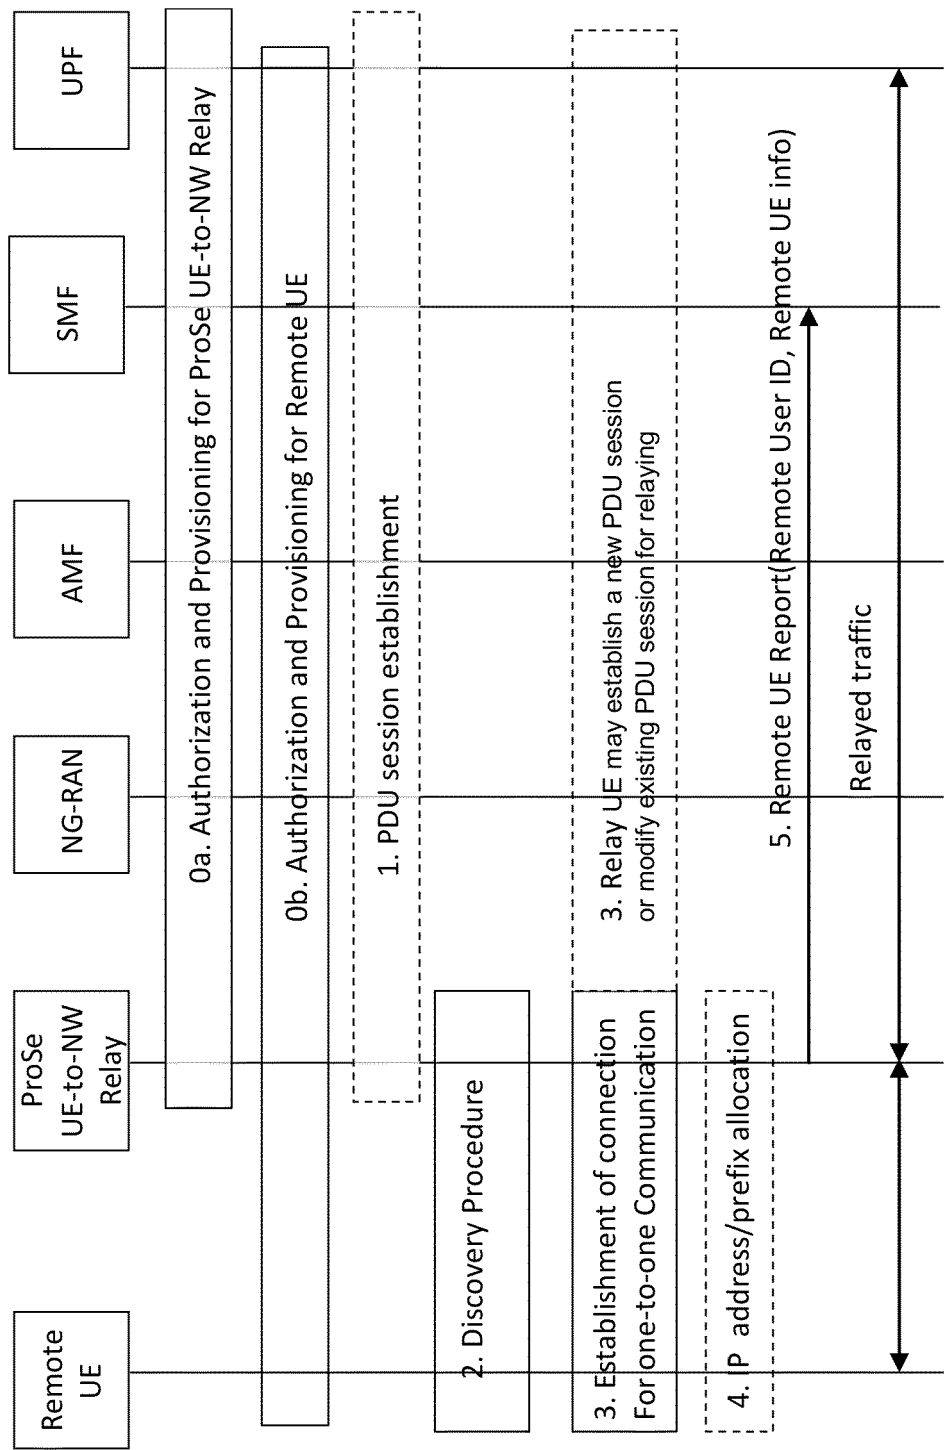 Remote
UE
ProSe
UE-to-NW
Relay
NG-RAN
AMF
SMF
UPF
0a. Authorization and Provisioning for ProSe UE-to-NW Relay
0b. Authorization and Provisioning for Remote UE
1. PDU session establishment
2. Discovery Procedure
3. Establishment of connection
For one-to-one Communication
3. Relay UE may establish a new PDU session
or modify existing PDU session for relaying
4. IP address/prefix allocation
5. Remote UE Report(Remote User ID, Remote UE info)
Relayed traffic